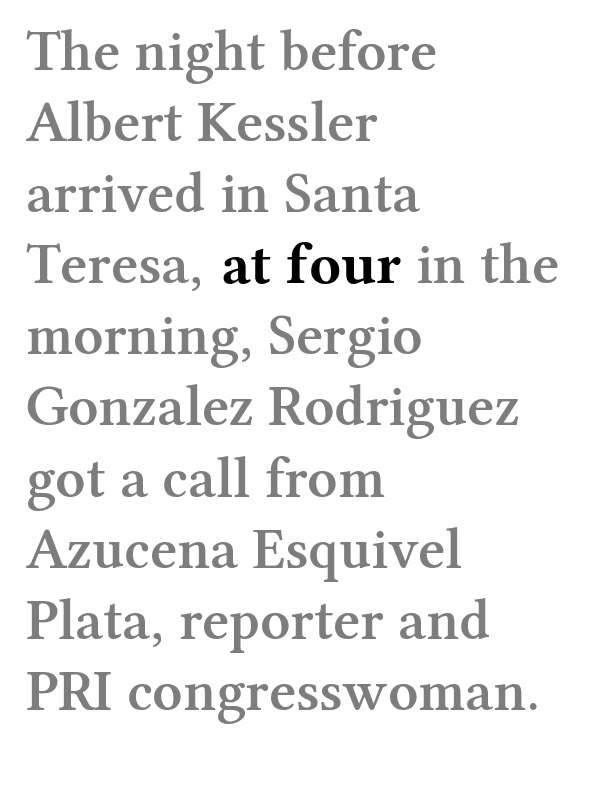 The night before
Albert Kessler
arrived in Santa
Teresa, at four in the
morning, Sergio
Gonzalez Rodriguez
got a call from
Azucena Esquivel
Plata, reporter and
PRI congresswoman.